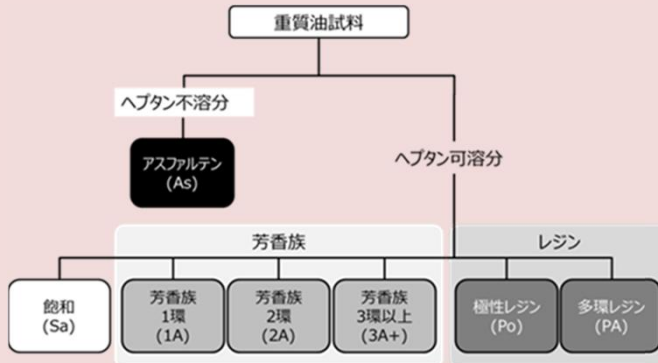 重質油試料
ヘプタン不溶分
アスファルテン
(As)
ヘプタン可溶分
芳香族
レジン
飽和
(Sa)
芳香族
1環
(1A)
芳香族
2環
(2A)
芳香族
3環以上
(3A+)
極性レジン
(Po)
多環レジン
(PA)